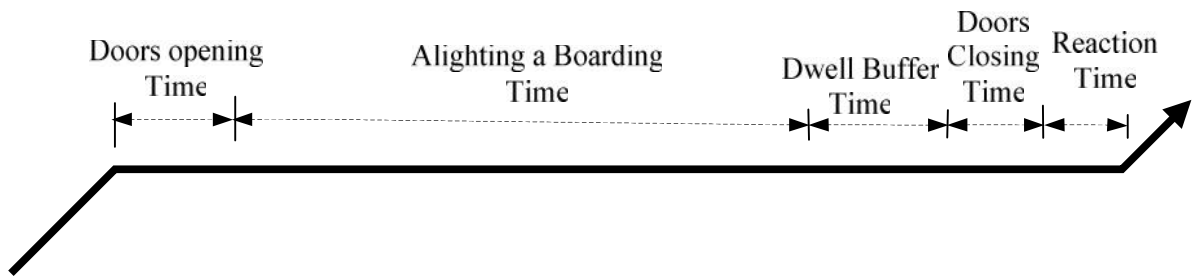 Doors opening
Time
Alighting a Boarding
Time
Dwell Buffer
Time
Doors
Closing
Time
Reaction
Time